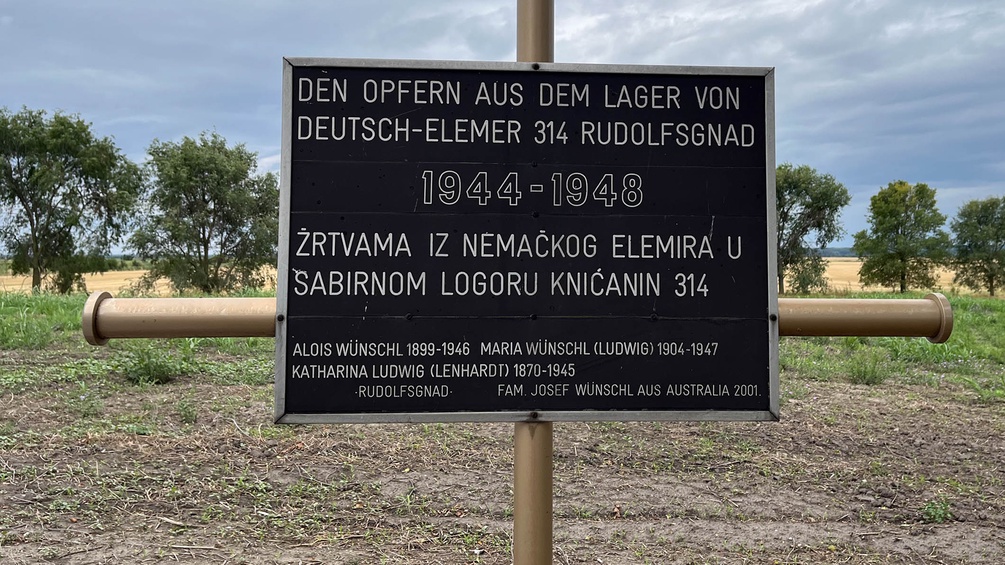 DEN OPFERN AUS DEM LAGER VON
DEUTSCH-ELEMER 314 RUDOLFSGNAD
1944-1948
ŽRTVAMA IZ NEMAČKOG ELEMIRA U
SABIRNOM LOGORU KNIĆANIN 314
ALOIS WÜNSCHL 1899-1946 MARIA WÜNSCHL (LUDWIG) 1904-1947
KATHARINA LUDWIG (LENHARDT) 1870-1945
·RUDOLFSGNAD· FAM. JOSEF WÜNSCHL AUS AUSTRALIA 2001.